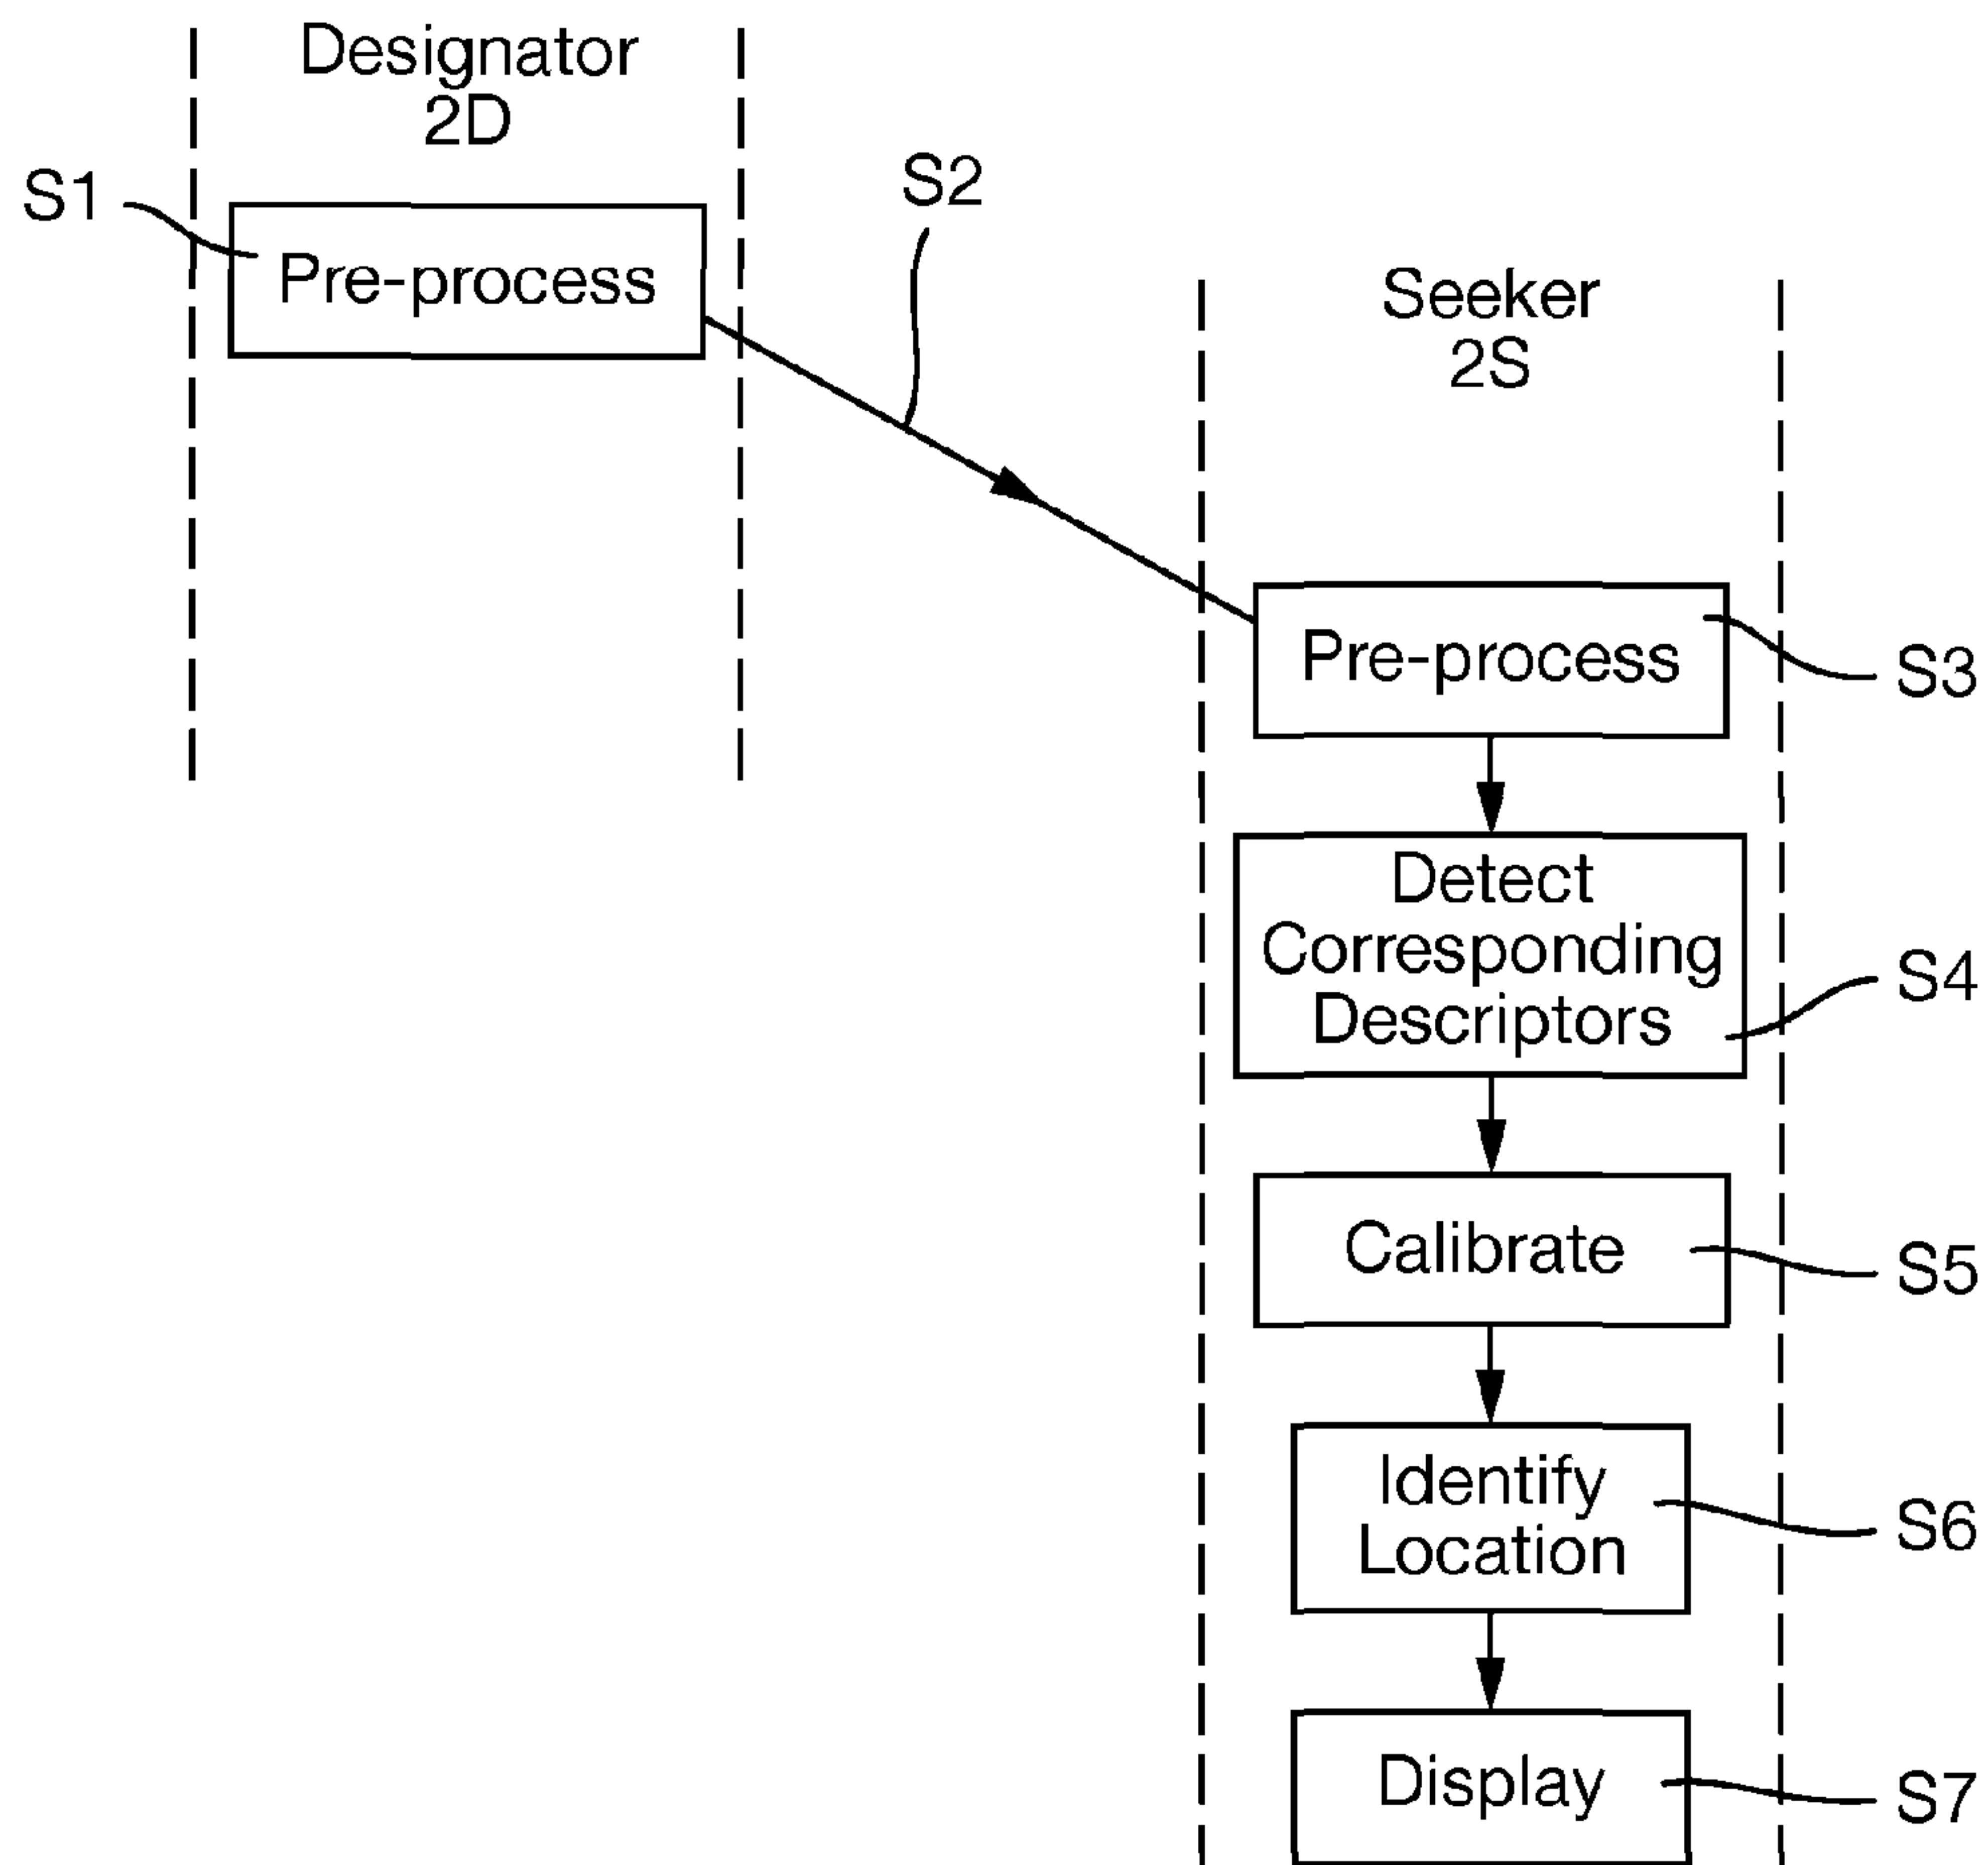 Designator
2D
S1
Pre-process
S2
Seeker
2S
Pre-process
S3
Detect
Corresponding
Descriptors
S4
Calibrate
S5
Identify
Location
S6
Display
S7